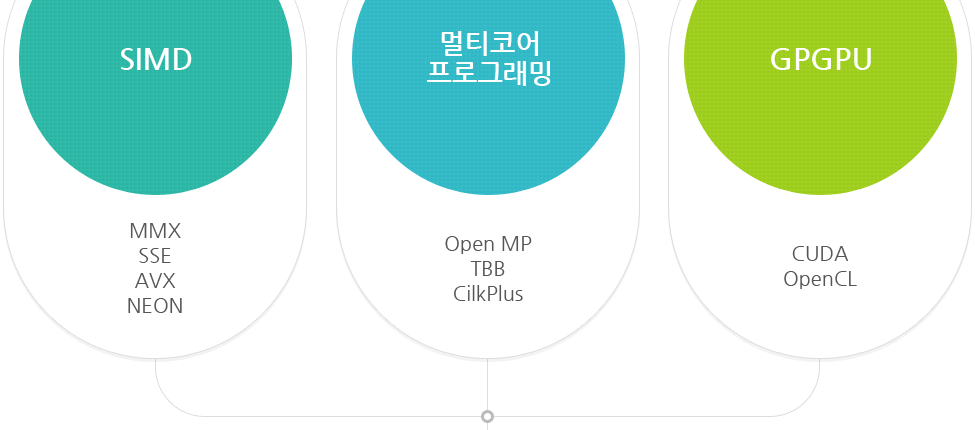 SIMD
멀티코어
프로그래밍
GPGPU
MMX
SSE
AVX
NEON
Open MP
TBB
CilkPlus
CUDA
OpenCL